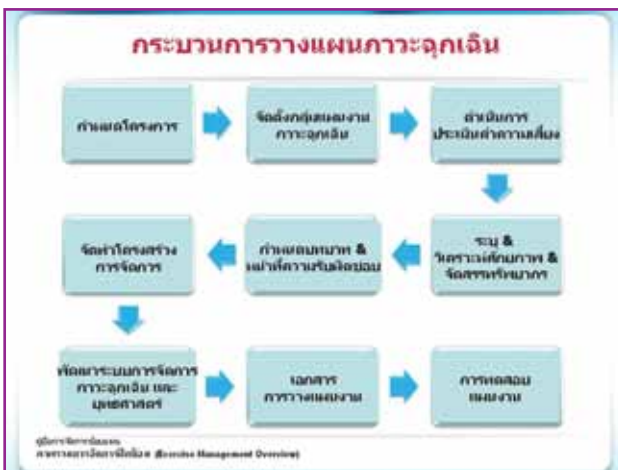 กระบวนการวางแผนภาวะฉุกเฉิน
กำหนดโครงการ
จัดตั้งกลุ่มแผนงาน
ภาวะฉุกเฉิน
ดำเนินการ
ประเมินค่าความเสี่ยง
ระบุ &
วิเคราะห์ศักยภาพ &
จัดสรรทรัพยากร
กำหนดบทบาท &
หน้าที่ความรับผิดชอบ
จัดทำโครงสร้าง
การจัดการ
พัฒนาระบบการจัดการ
ภาวะฉุกเฉิน และ
ยุทธศาสตร์
เอกสาร
การวางแผนงาน
การทดสอบ
แผนงาน
(Exercise Management Overview)